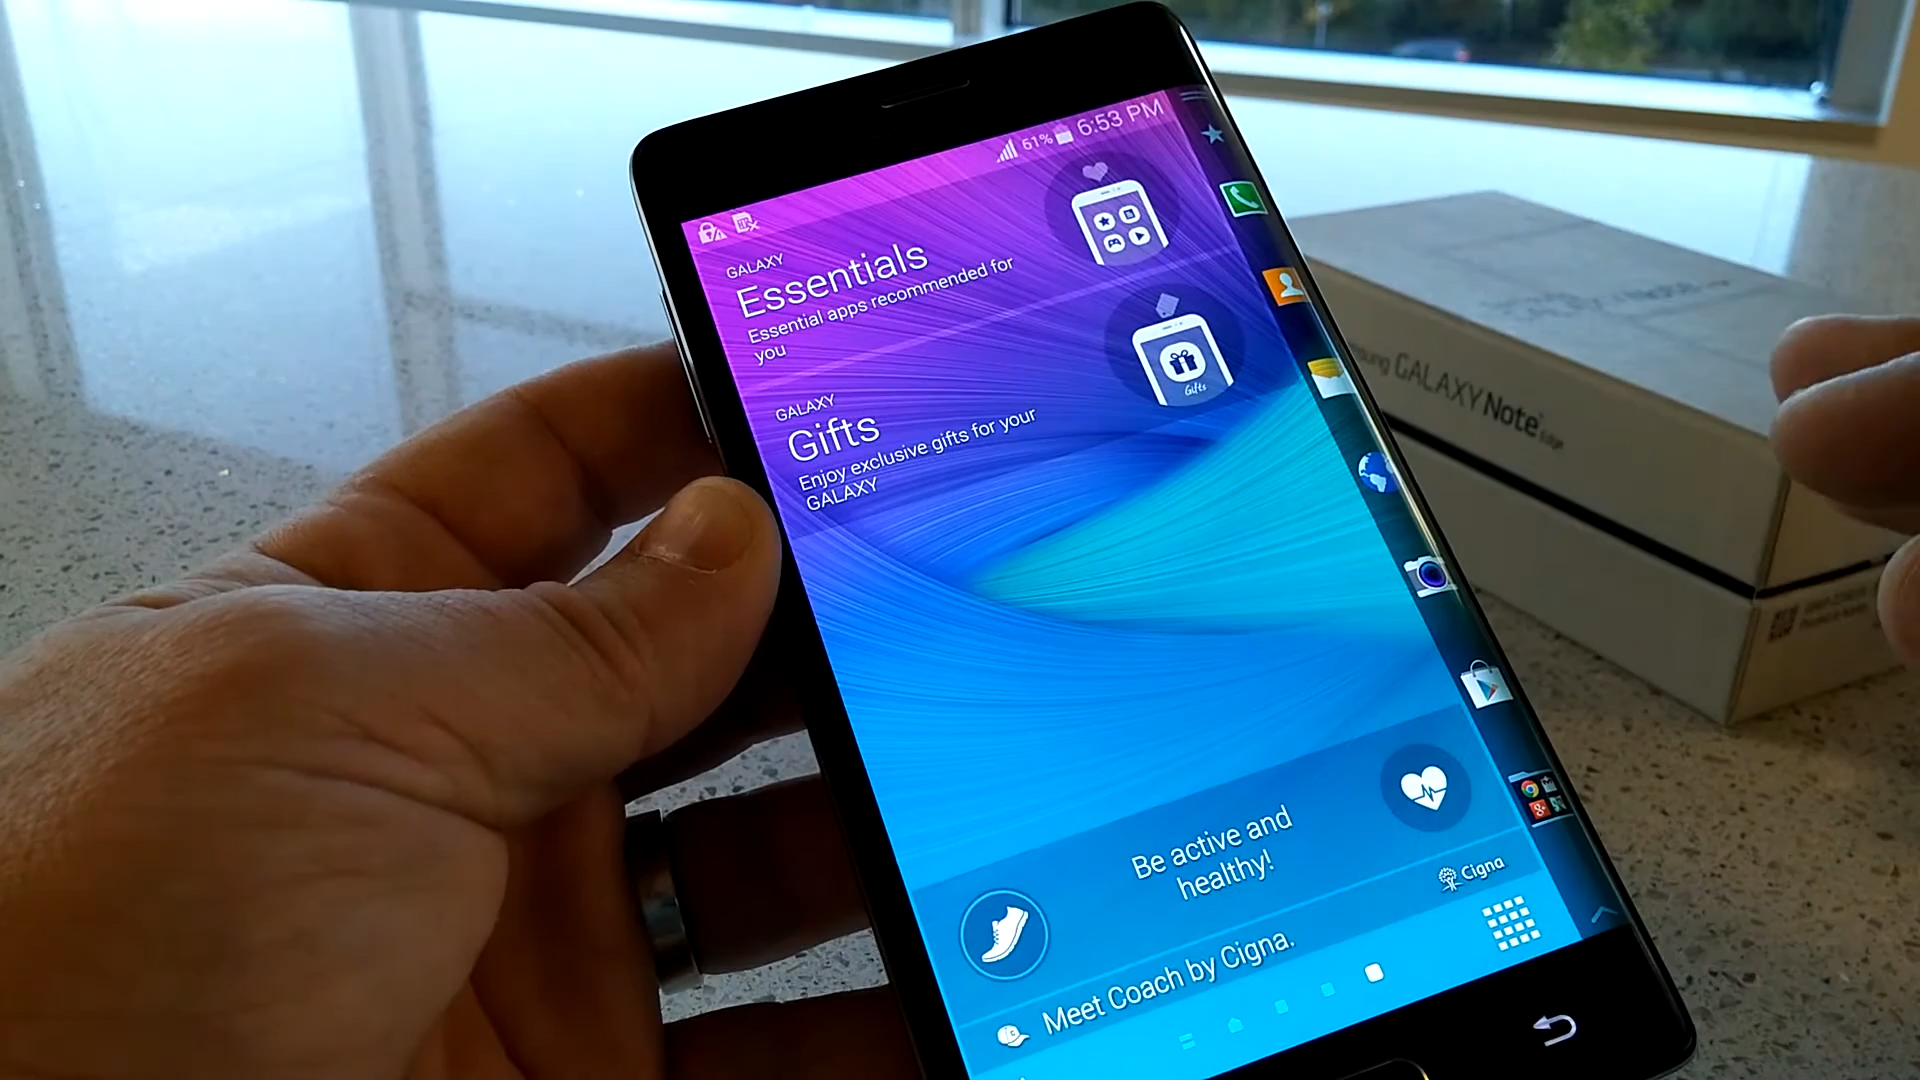 61% 6:53 PM
GALAXY
Essentials
Essential apps recommended for
you
GALAXY
Gifts
Enjoy exclusive gifts for your
GALAXY
Gifts
Be active and
healthy!
Cigna
Meet Coach by Cigna.
GALAXY Note Edge